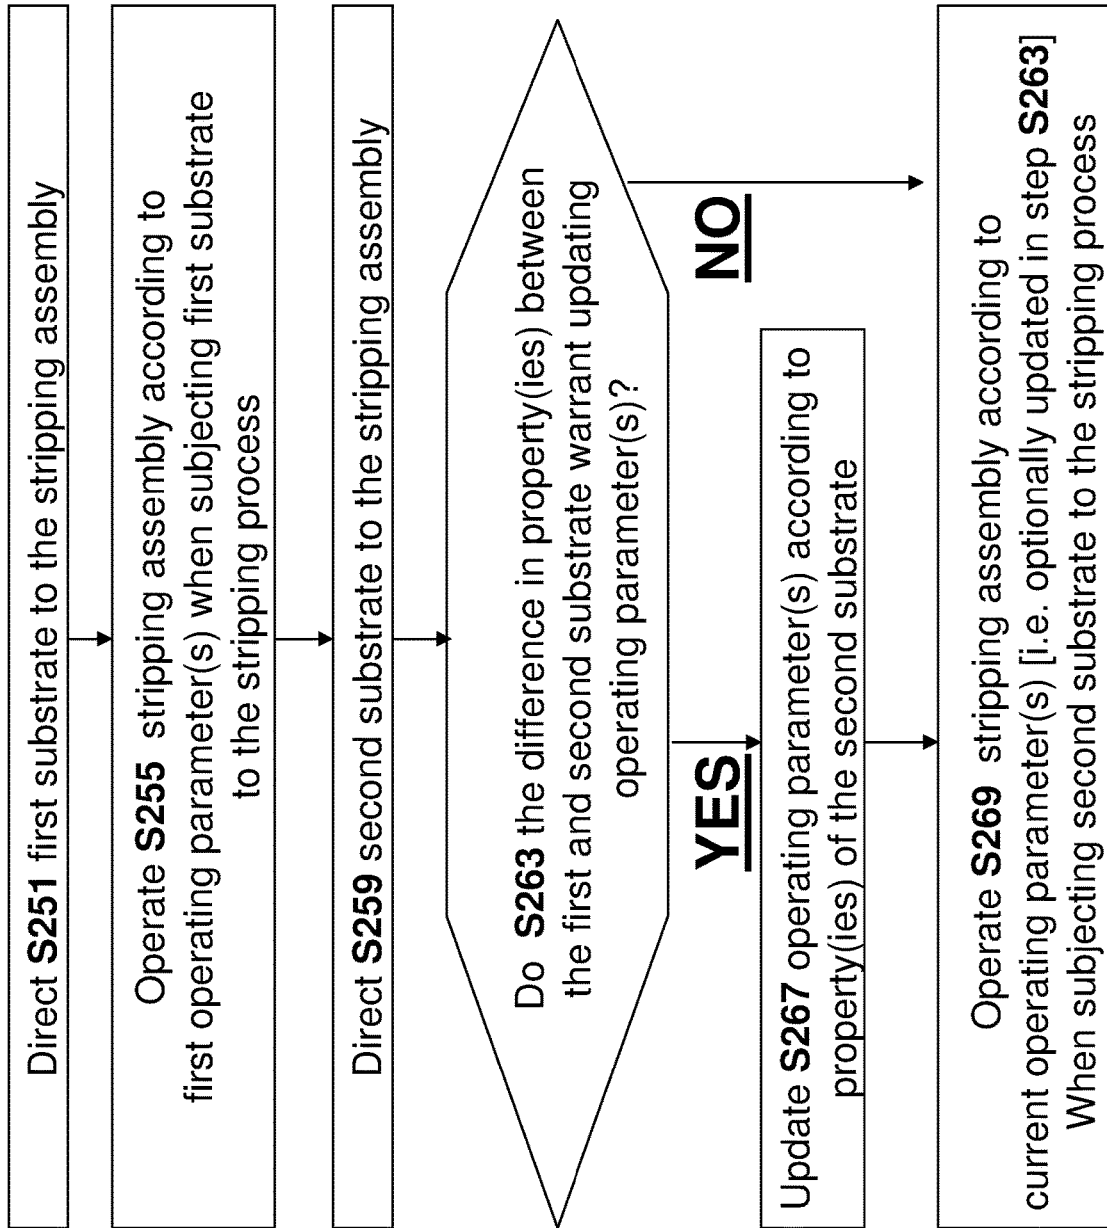 Direct S251 first substrate to the stripping assembly
Operate S255 stripping assembly according to
first operating parameter(s) when subjecting first substrate
to the stripping process
Direct S259 second substrate to the stripping assembly
Do S263 the difference in property(ies) between
the first and second substrate warrant updating
operating parameter(s)?
YES
NO
Update S267 operating parameter(s) according to
property(ies) of the second substrate
Operate S269 stripping assembly according to
current operating parameter(s) [i.e. optionally updated in step S263]
When subjecting second substrate to the stripping process